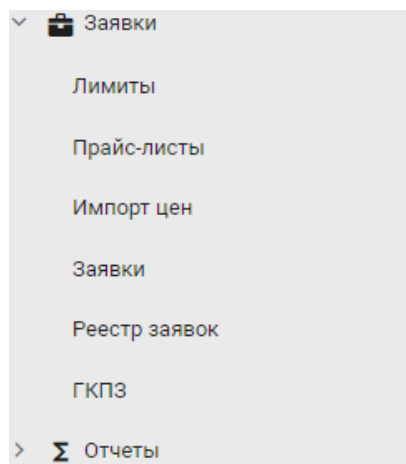 Заявки
Лимиты
Прайс-листы
Импорт цен
Заявки
Реестр заявок
ГКПЗ
Σ Отчеты